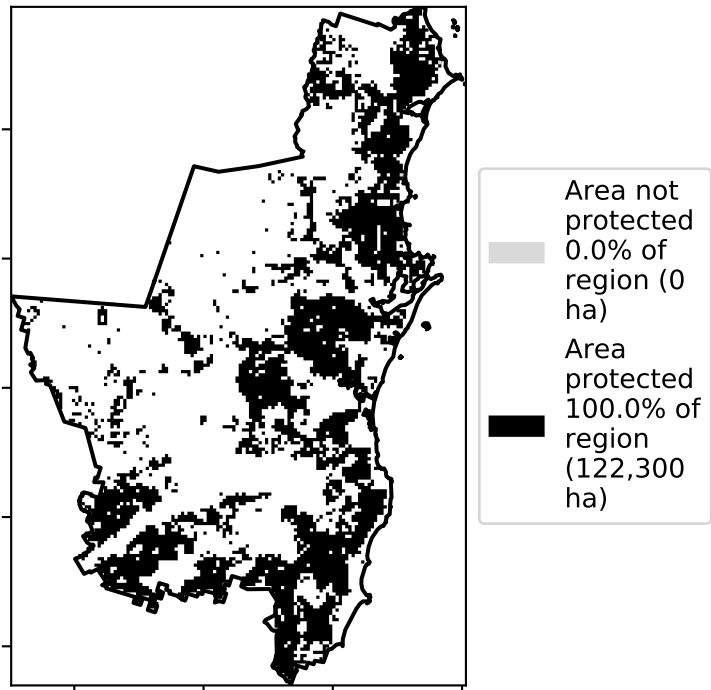 Area not
protected
0.0% of
region (0
ha)
Area
protected
100.0% of
region
(122,300
ha)